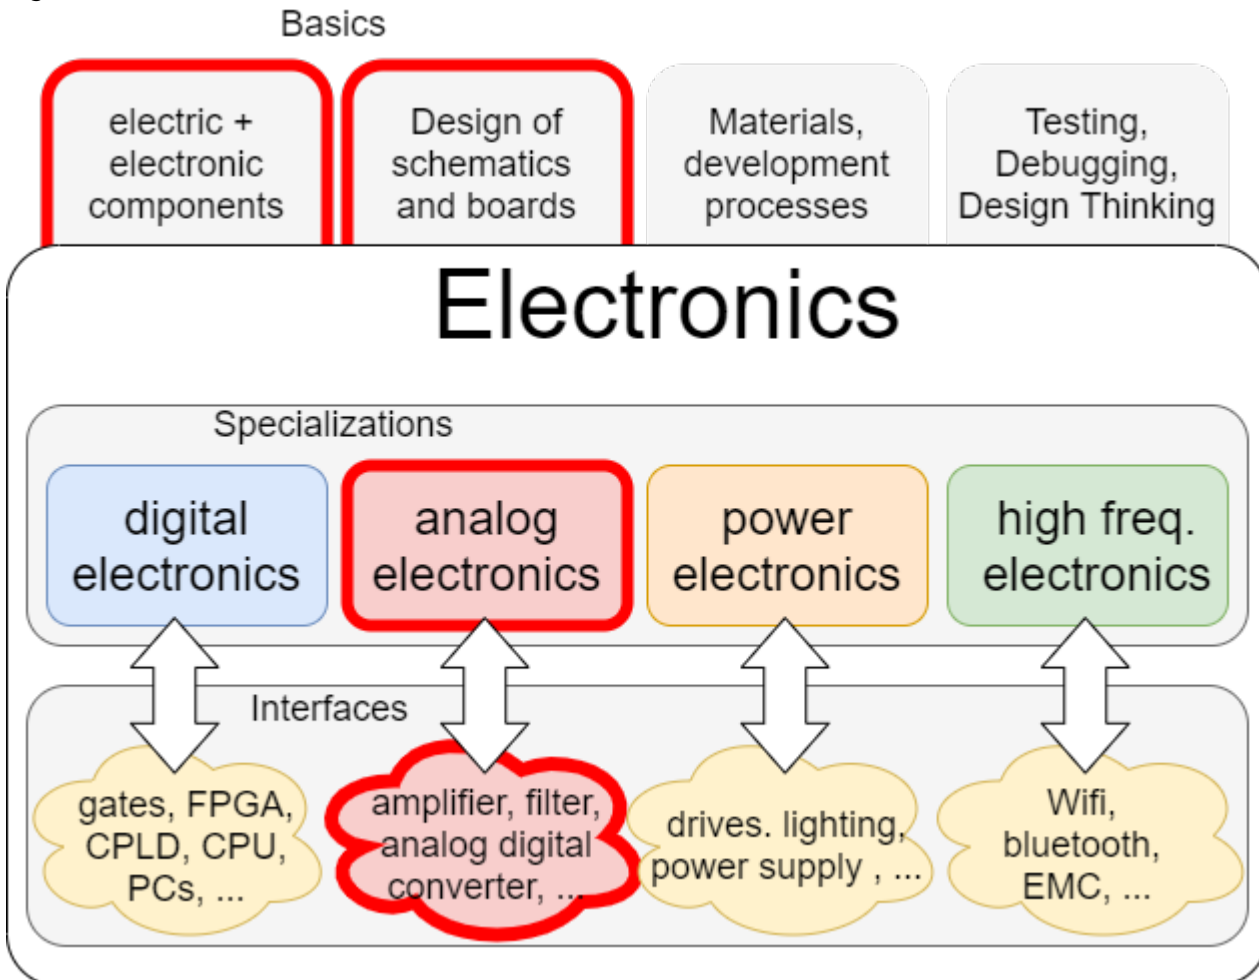 Basics
electric +
electronic
components
Design of
schematics
and boards
Materials,
development
processes
Testing,
Debugging,
Design Thinking
Electronics
Specializations
digital
electronics
analog
electronics
power
electronics
high freq.
electronics
Interfaces
gates, FPGA,
CPLD, CPU,
PCs, ...
amplifier, filter,
analog digital
converter, ...
drives. lighting,
power supply , ...
Wifi,
bluetooth,
EMC, ...